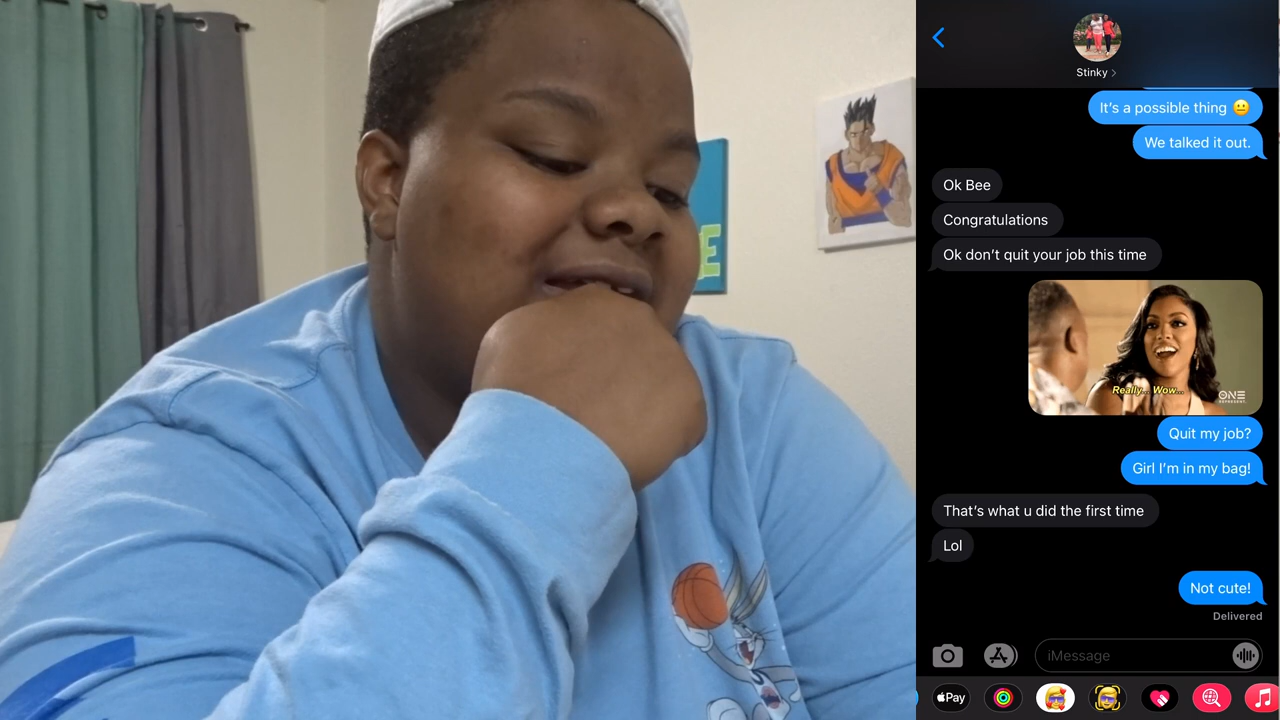 Stinky
It's a possible thing 😐
We talked it out.
Ok Bee
Congratulations
Ok don't quit your job this time
Really... Wow...
ONE
Quit my job?
Girl I'm in my bag!
That's what u did the first time
Lol
Not cute!
Delivered
iMessage
Pay
E